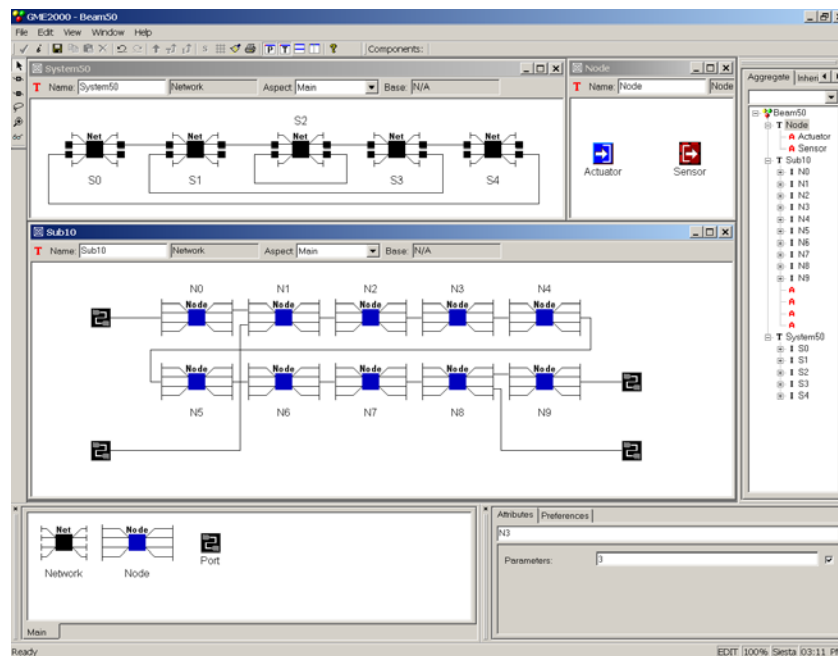 GME2000 - Beam50
File Edit View Window Help
Components:
System50
Name: System50 Network Aspect: Main Base: N/A
S2
Net Net Net Net Net
S0 S1 S3 S4
Node
Name: Node Node
Actuator Sensor
Sub10
Name: Sub10 Network Aspect: Main Base: N/A
N0 N1 N2 N3 N4
Node Node Node Node Node
Node Node Node Node Node
N5 N6 N7 N8 N9
Aggregate Inheri
Beam50
T Node
A Actuator
A Sensor
T Sub10
I N0
I N1
I N2
I N3
I N4
I N5
I N6
I N7
I N8
I N9
A
A
A
A
T System50
I S0
I S1
I S2
I S3
I S4
Net Node
Network Node Port
Main
Attributes Preferences
N3
Parameters: 3
Ready
EDIT 100% Siesta 03:11 P